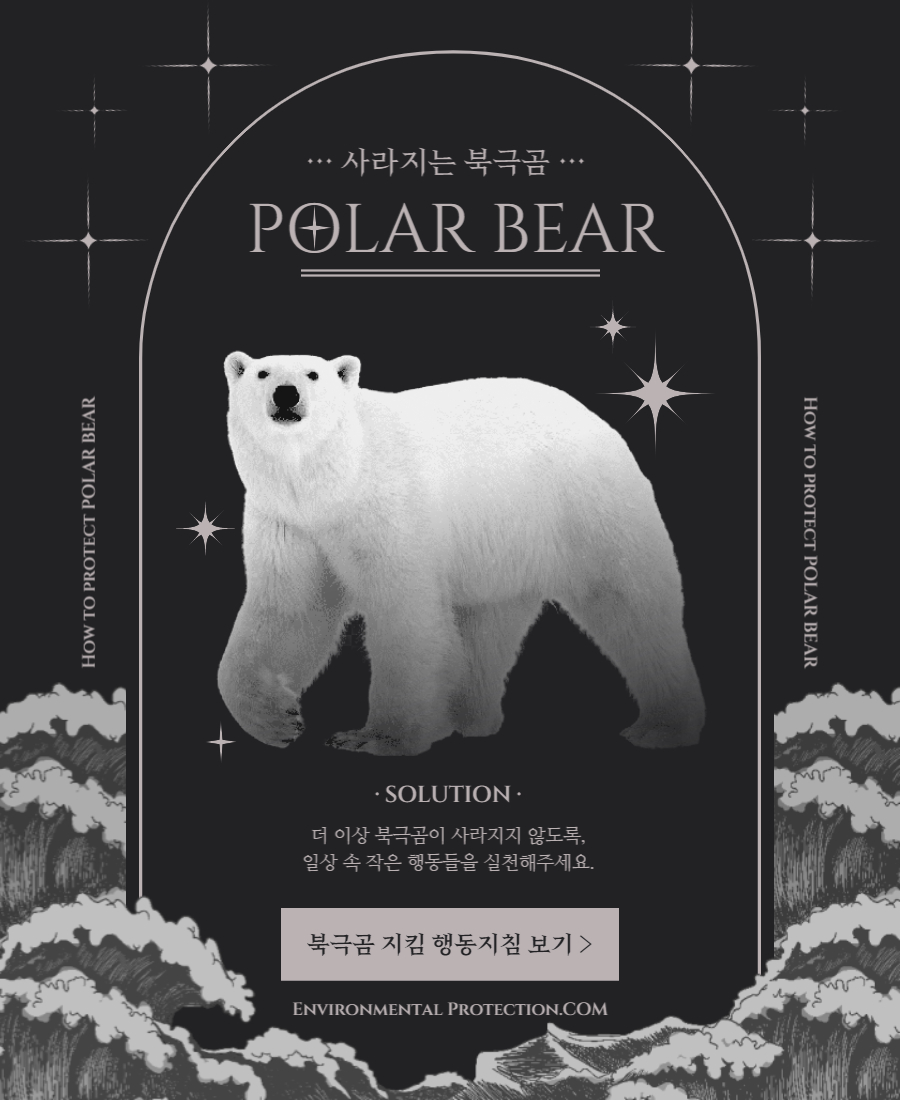 ··· 사라지는 북극곰 ···
POLAR BEAR
HOW TO PROTECT POLAR BEAR
HOW TO PROTECT POLAR BEAR
· SOLUTION ·
더 이상 북극곰이 사라지지 않도록,
일상 속 작은 행동들을 실천해주세요.
북극곰 지킴 행동지침 보기 >
ENVIRONMENTAL PROTECTION.COM